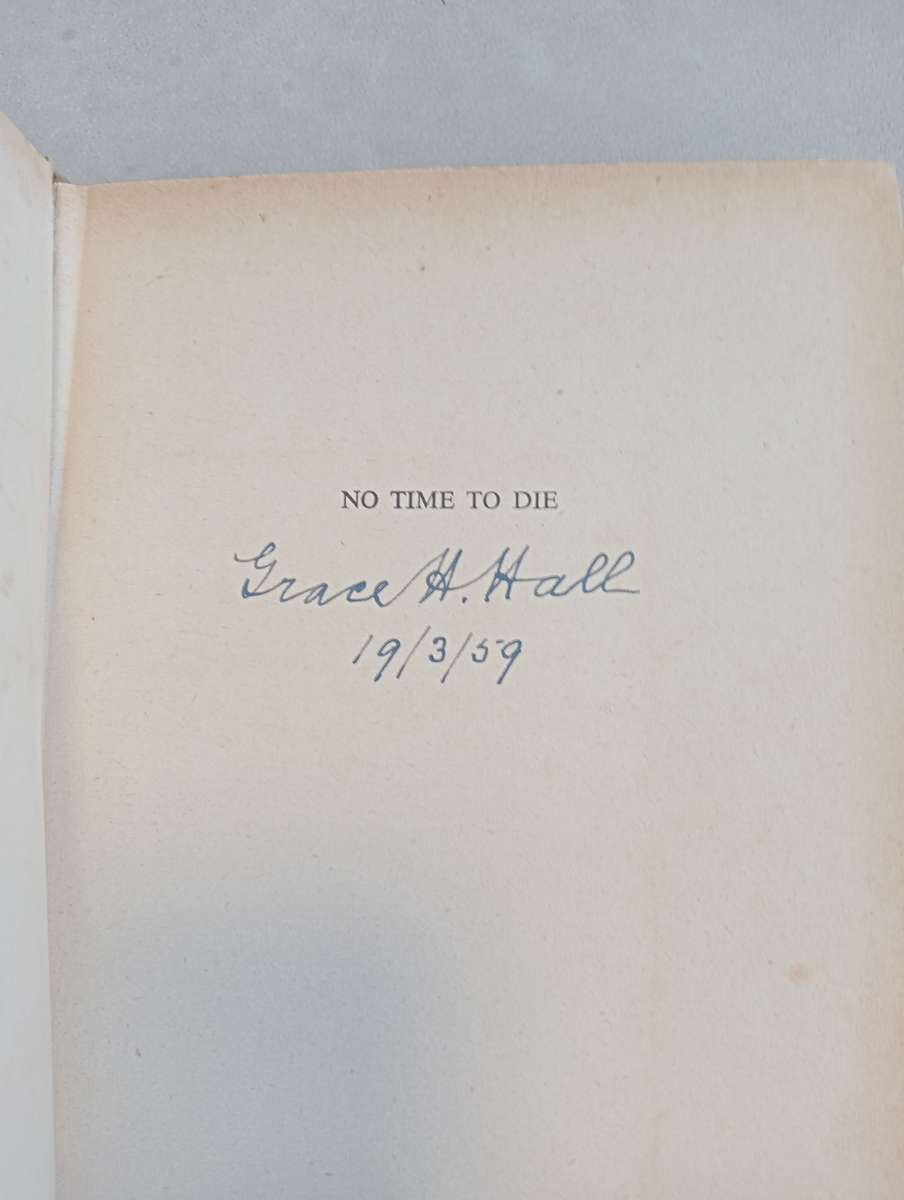 NO TIME TO DIE
Grace H. Hall
19/3/59